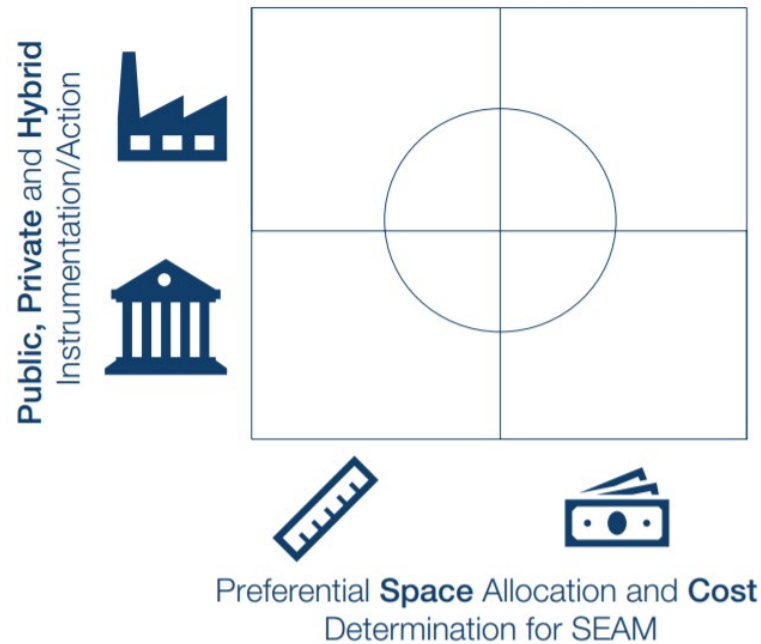 Public, Private and Hybrid
Instrumentation/Action
Preferential Space Allocation and Cost
Determination for SEAM